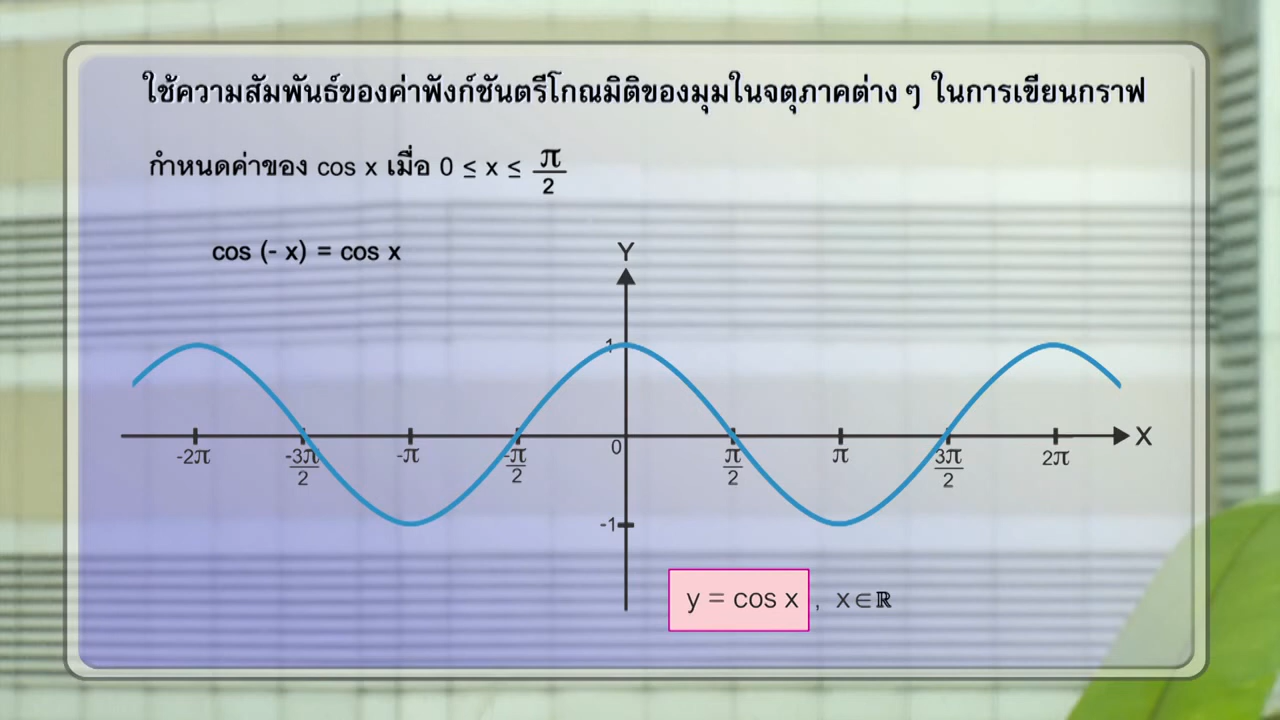 ใช้ความสัมพันธ์ของค่าฟังก์ชันตรีโกณมิติของมุมในจตุภาคต่าง ๆ ในการเขียนกราฟ
กำหนดค่าของ cos x เมื่อ 0 ≤ x ≤ π/2
cos (- x) = cos x
Y
1
X
-2π
-3π/2
-π
-π/2
0
π/2
π
3π/2
2π
-1
y = cos x , x∈ℝ